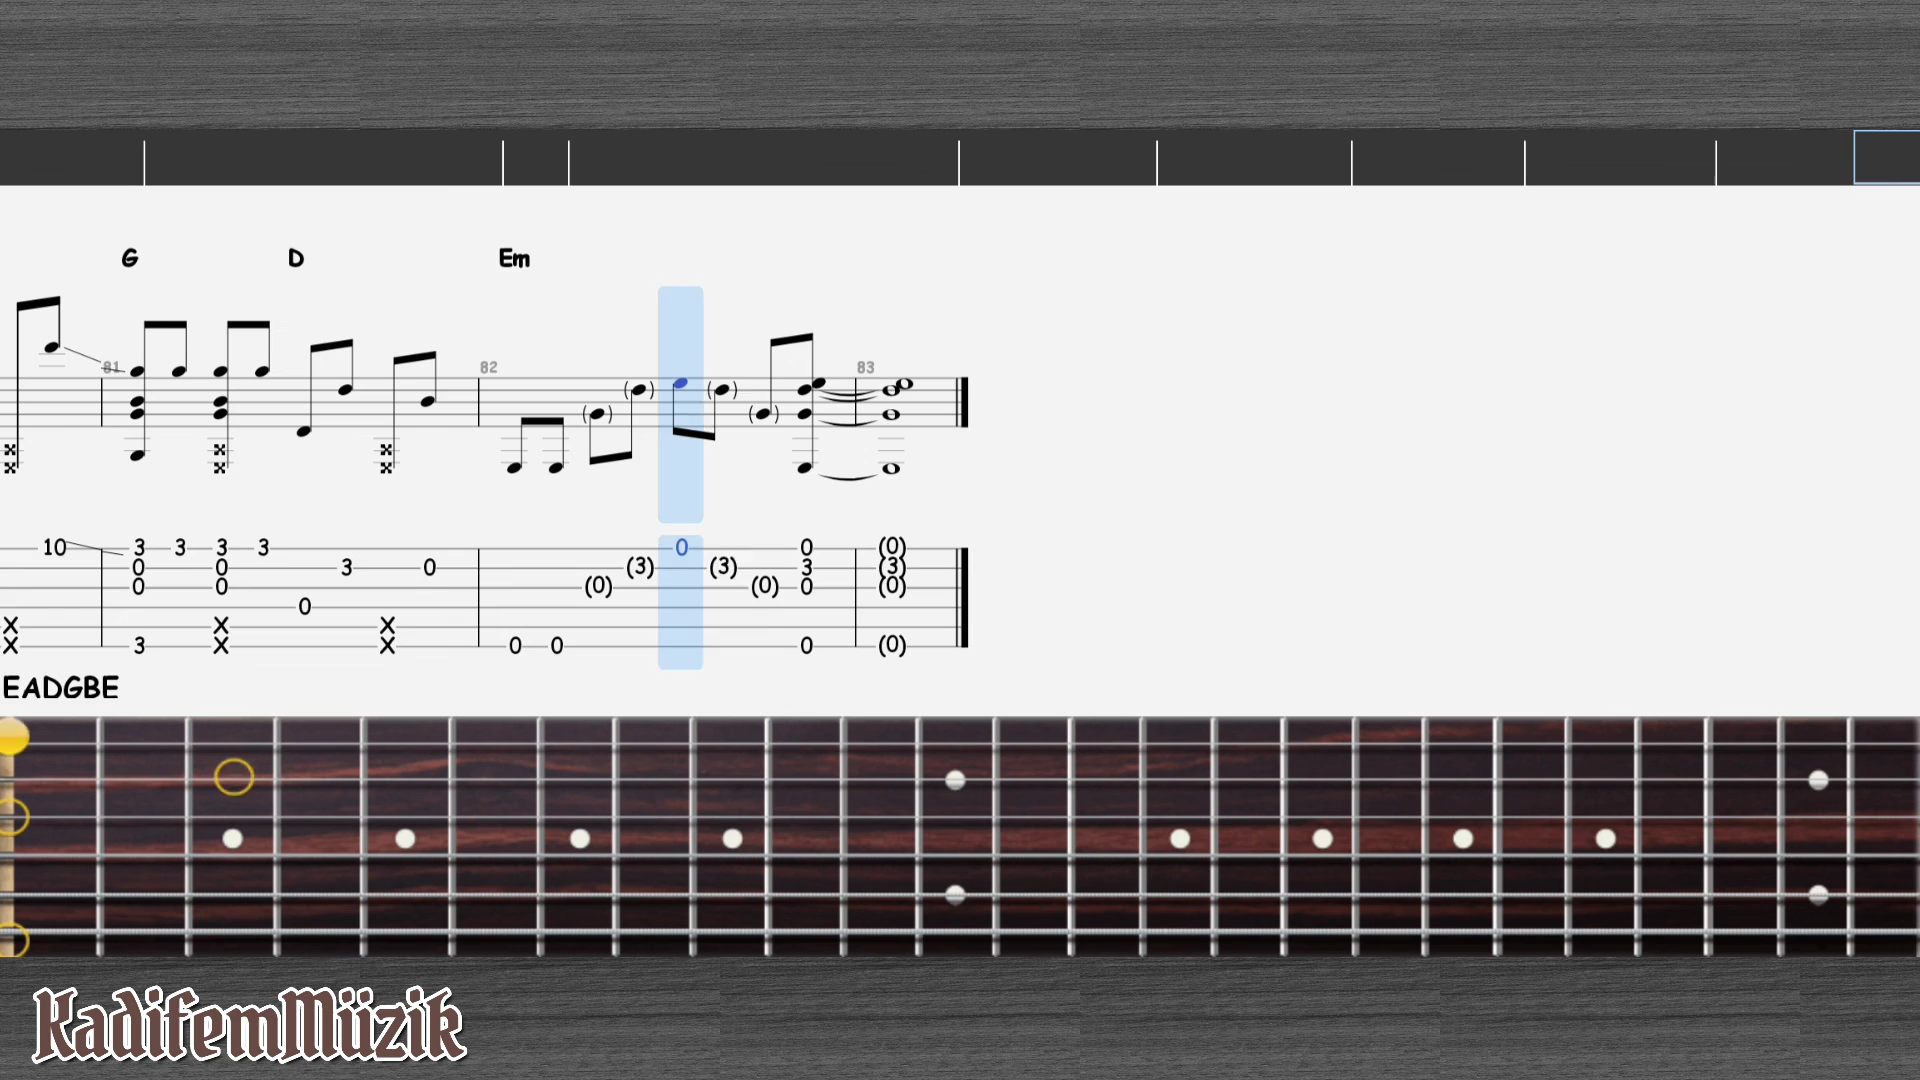 G D Em
81 82 83
10 3 3 3 3 0 (0) (0)
0 0 3 0 (3) (3) 3 (3)
0 0 (0) (0) 0 (0)
0
X X X
X 3 X X 0 0 0 (0)
EADGBE
KadifemMüzik